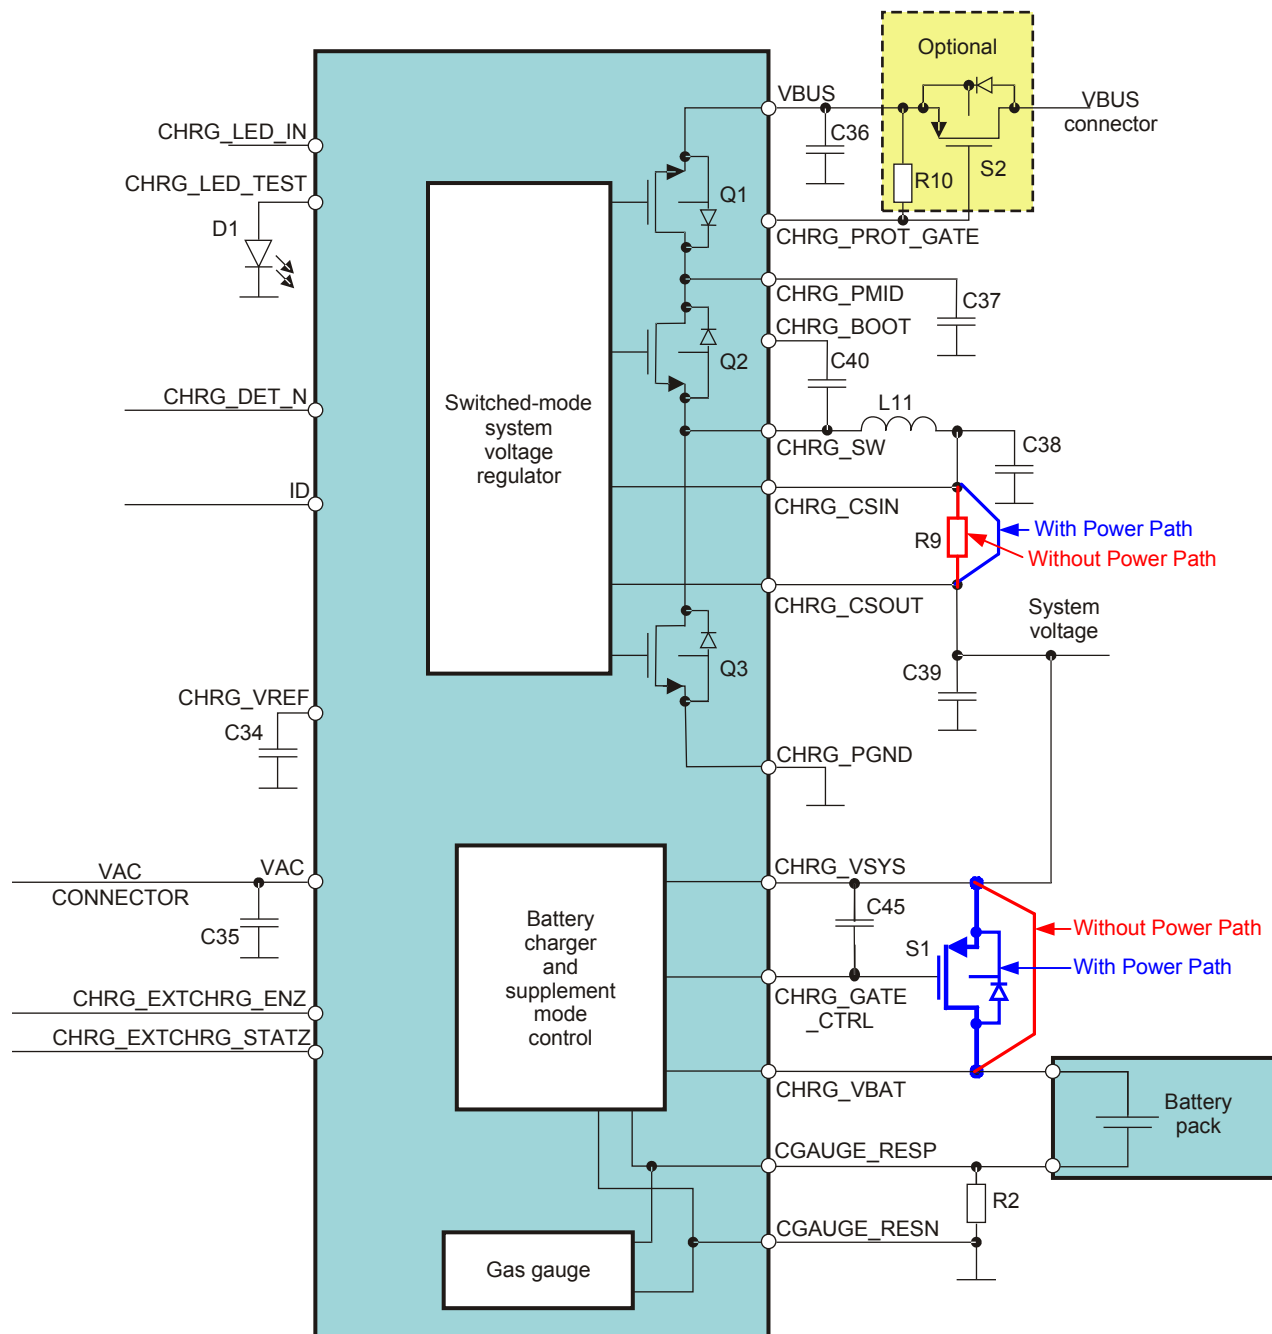 Optional
VBUS
VBUS
connector
CHRG_LED_IN
C36
CHRG_LED_TEST
R10
S2
Q1
D1
CHRG_PROT_GATE
CHRG_PMID
C37
CHRG_BOOT
Q2
C40
CHRG_DET_N
Switched-mode
system
voltage
regulator
L11
CHRG_SW
C38
ID
CHRG_CSIN
R9
With Power Path
Without Power Path
CHRG_CSOUT
System
voltage
Q3
C39
CHRG_VREF
C34
CHRG_PGND
VAC
CONNECTOR
VAC
CHRG_VSYS
C45
C35
Battery
charger
and
supplement
mode
control
S1
Without Power Path
With Power Path
CHRG_GATE
_CTRL
CHRG_EXTCHRG_ENZ
CHRG_EXTCHRG_STATZ
CHRG_VBAT
Battery
pack
CGAUGE_RESP
R2
CGAUGE_RESN
Gas gauge